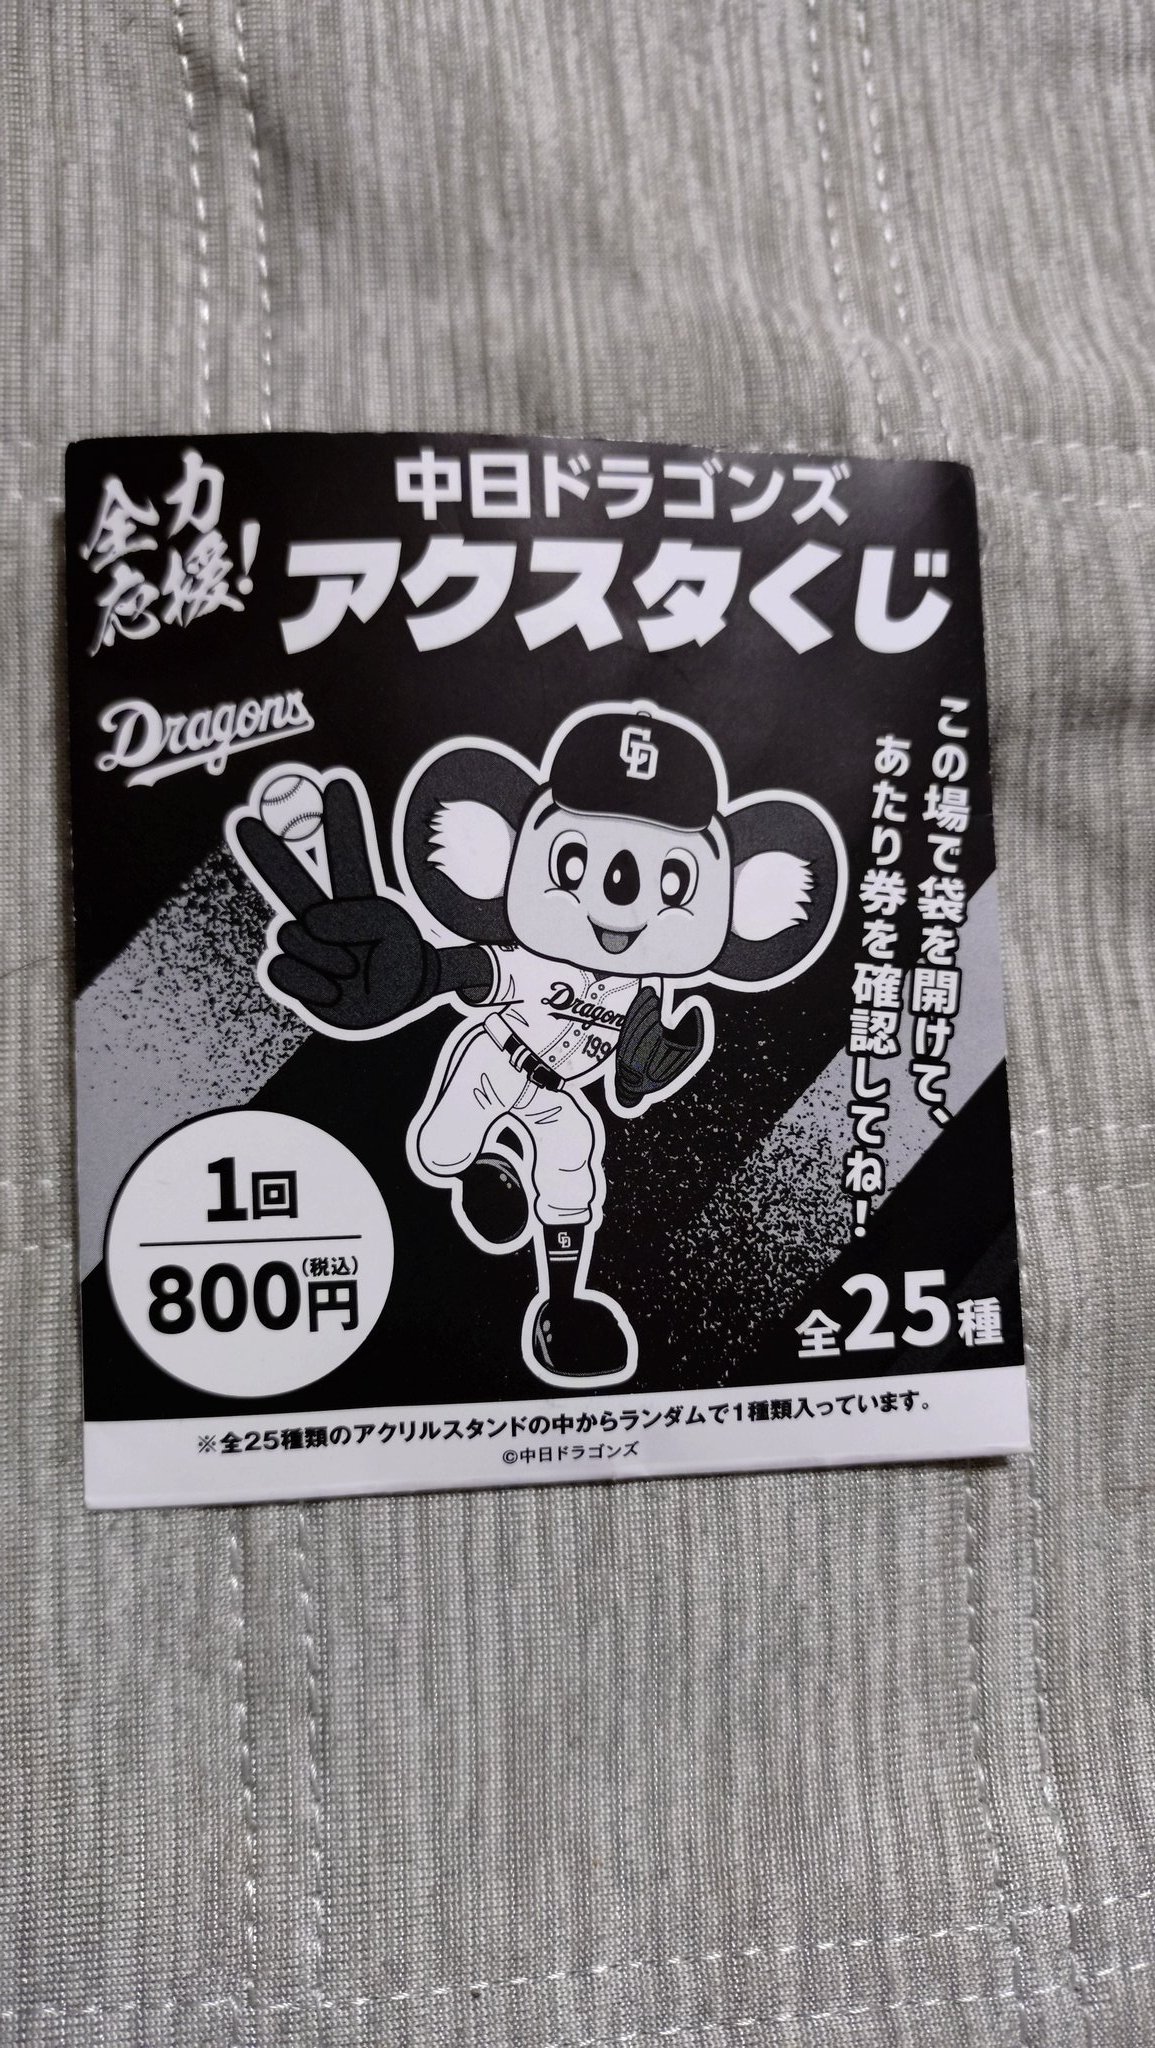 全力
応援!
中日ドラゴンズ
アクスタくじ
Dragons
CD
この場で袋を開けて、
あたり券を確認してね!
Dragons
199
CD
1回
800円(税込)
全25種
※全25種類のアクリルスタンドの中からランダムで1種類入っています。
©中日ドラゴンズ